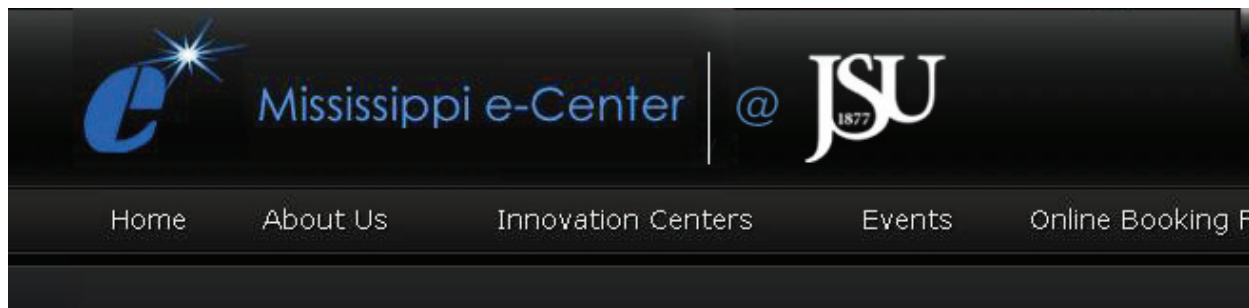 e Mississippi e-Center @ JSU
1877
Home About Us Innovation Centers Events Online Booking